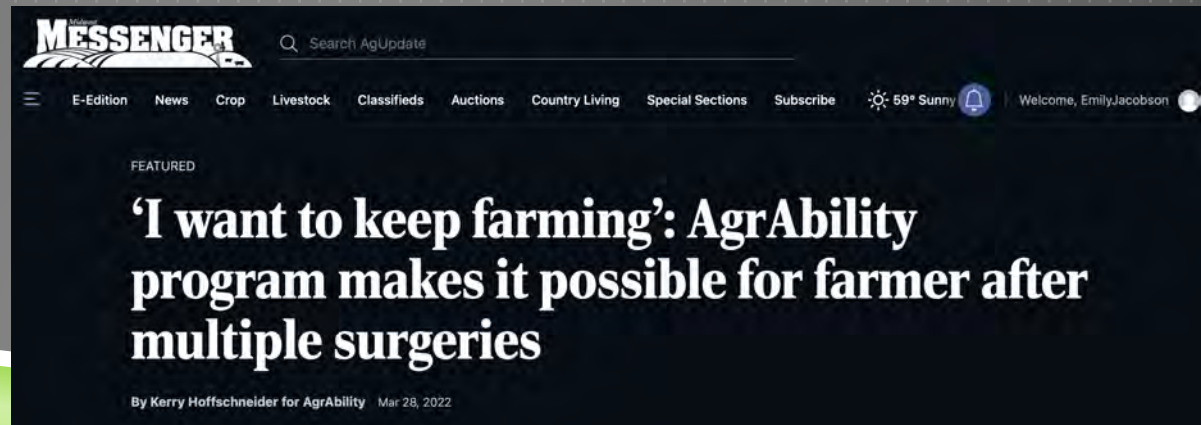 Midwest
MESSENGER
Search AgUpdate
E-Edition News Crop Livestock Classifieds Auctions Country Living Special Sections Subscribe 59° Sunny Welcome, EmilyJacobson
FEATURED
‘I want to keep farming’: AgrAbility
program makes it possible for farmer after
multiple surgeries
By Kerry Hoffschneider for AgrAbility Mar 28, 2022